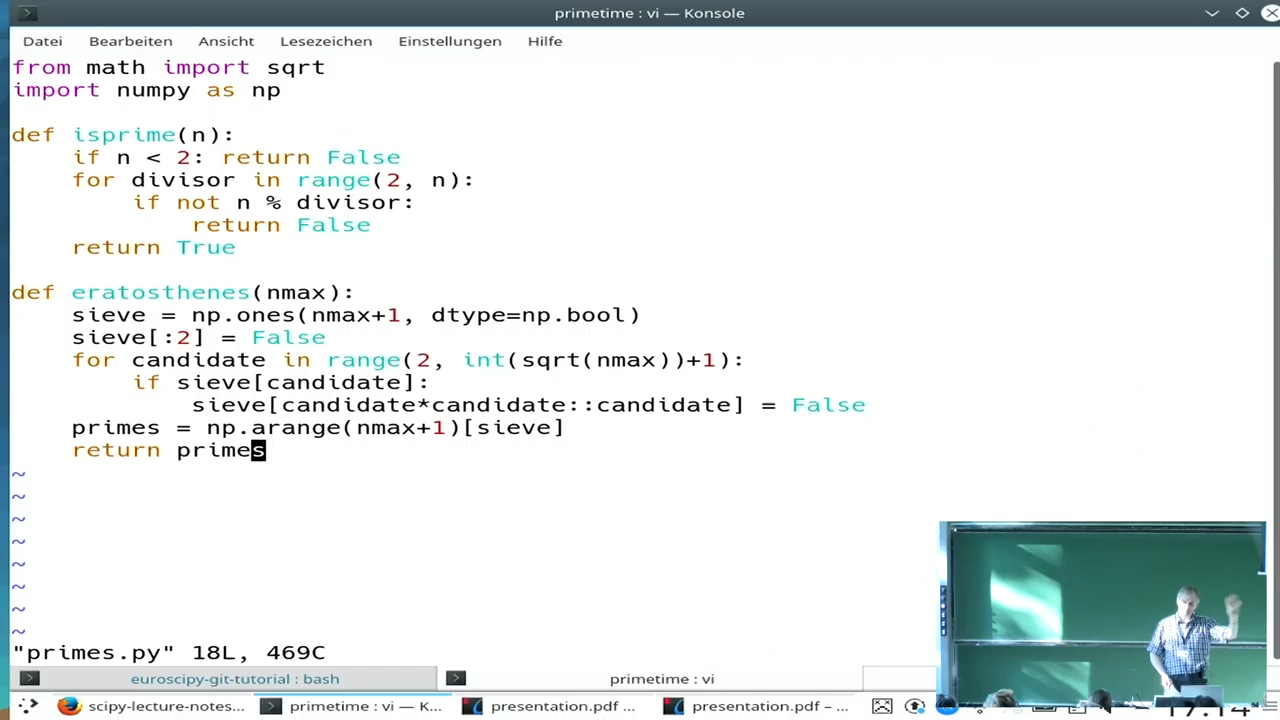 primetime : vi — Konsole
Datei Bearbeiten Ansicht Lesezeichen Einstellungen Hilfe
from math import sqrt
import numpy as np
def isprime(n):
    if n < 2: return False
    for divisor in range(2, n):
        if not n % divisor:
            return False
    return True
def eratosthenes(nmax):
    sieve = np.ones(nmax+1, dtype=np.bool)
    sieve[:2] = False
    for candidate in range(2, int(sqrt(nmax))+1):
        if sieve[candidate]:
            sieve[candidate*candidate::candidate] = False
    primes = np.arange(nmax+1)[sieve]
    return primes
~
~
~
~
~
~
~
~
"primes.py" 18L, 469C
euroscipy-git-tutorial : bash primetime : vi
scipy-lecture-notes... primetime : vi — K... presentation.pdf ... presentation.pdf – ...